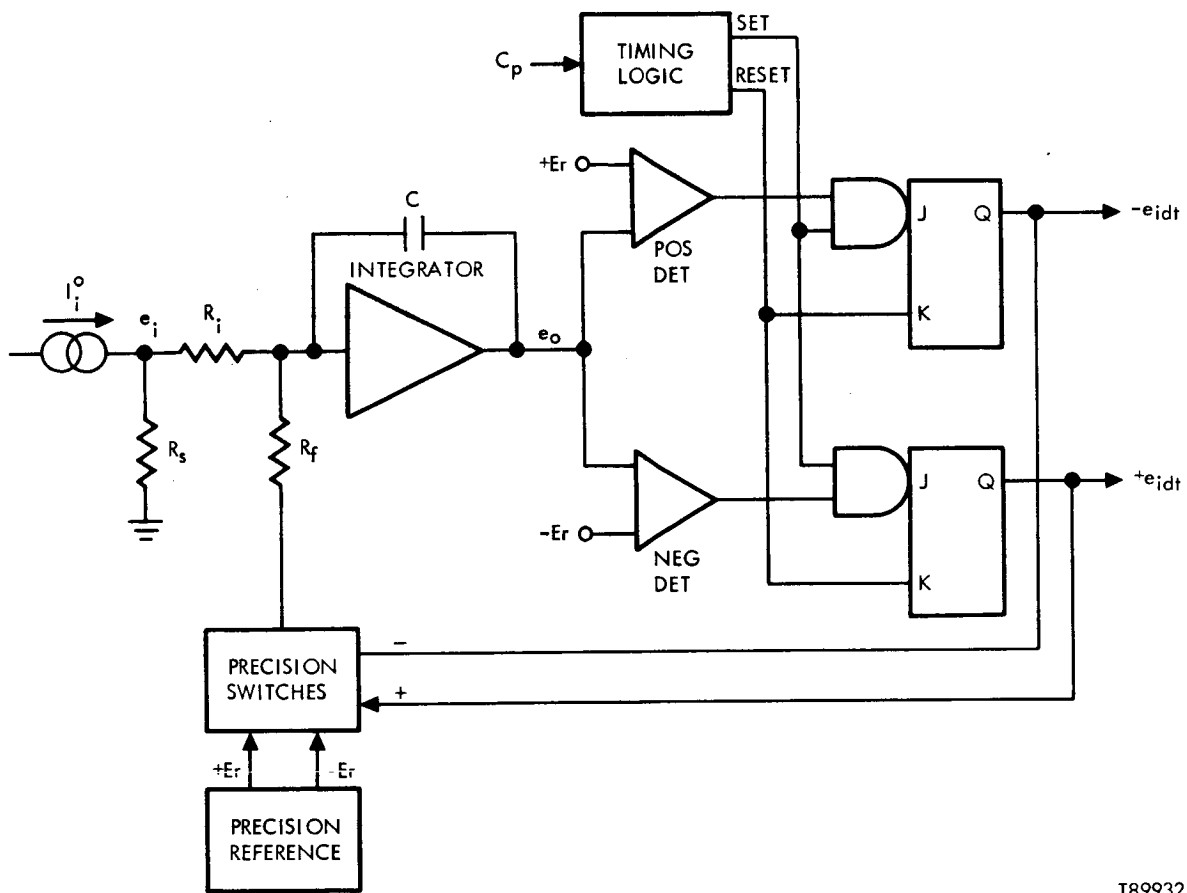 SET
TIMING
LOGIC
Cp
RESET
+Er
C
J
Q
-eidt
POS
DET
INTEGRATOR
Iio
ei
Ri
eo
K
Rs
Rf
J
Q
+eidt
-Er
NEG
DET
K
PRECISION
SWITCHES
−
+
+Er
-Er
PRECISION
REFERENCE
T89932